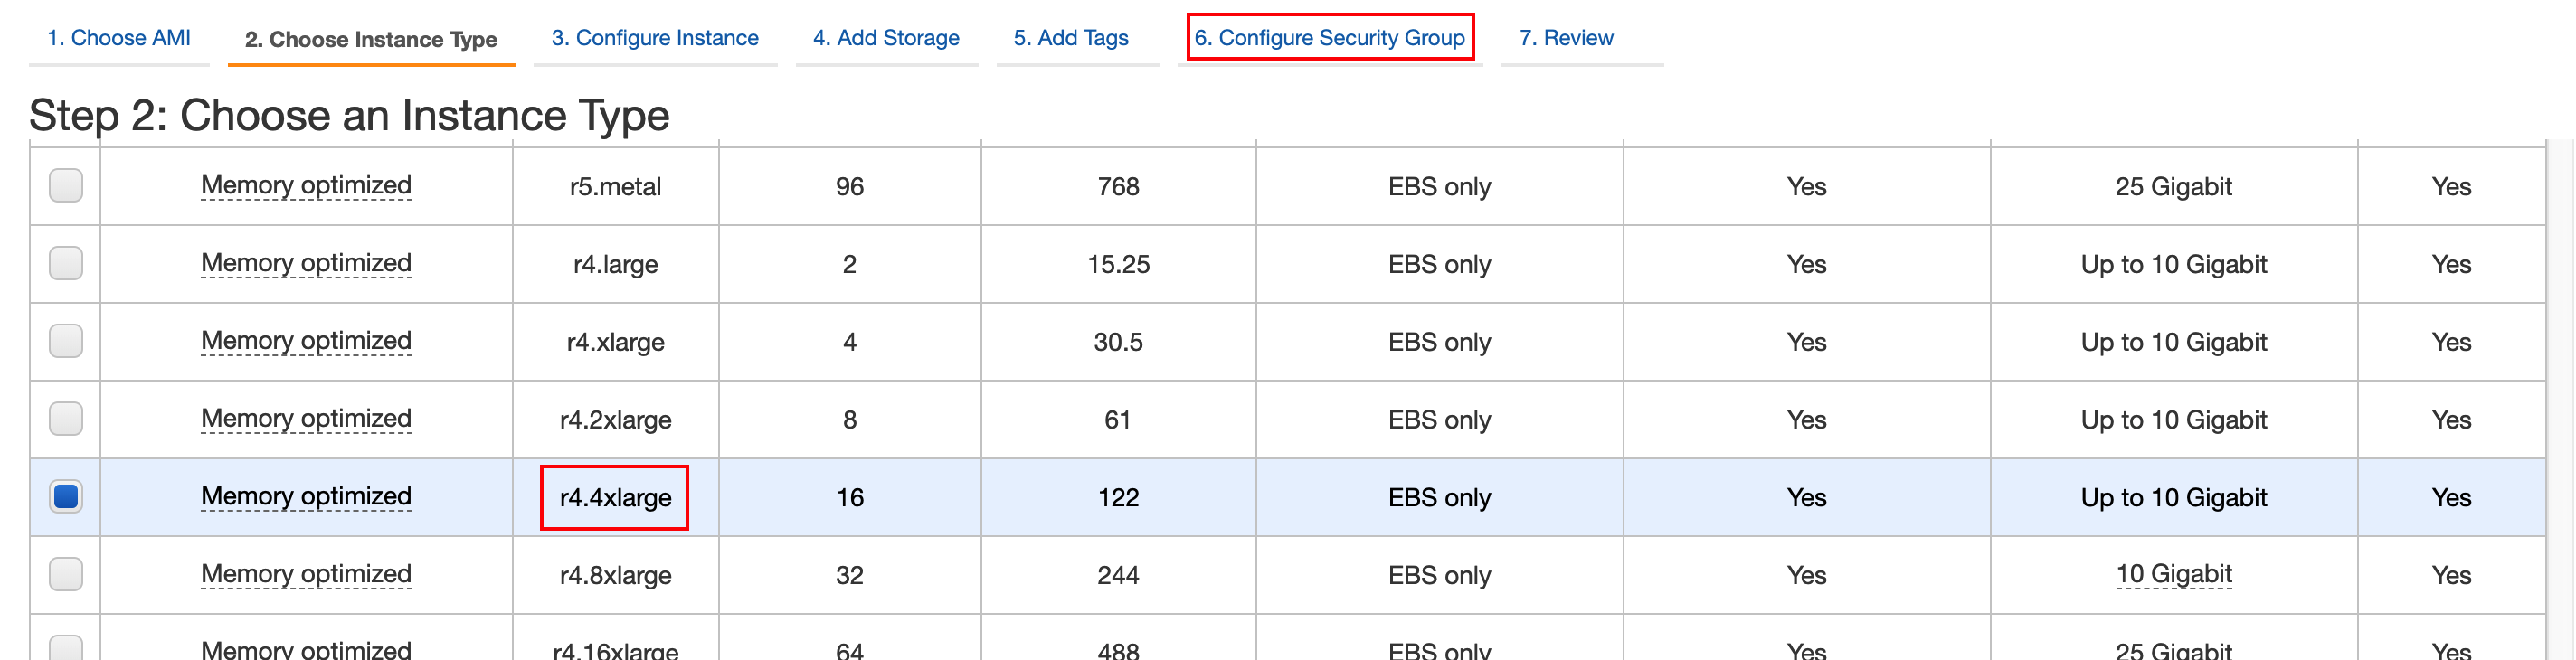 1. Choose AMI 2. Choose Instance Type 3. Configure Instance 4. Add Storage 5. Add Tags 6. Configure Security Group 7. Review
Step 2: Choose an Instance Type
Memory optimized r5.metal 96 768 EBS only Yes 25 Gigabit Yes
Memory optimized r4.large 2 15.25 EBS only Yes Up to 10 Gigabit Yes
Memory optimized r4.xlarge 4 30.5 EBS only Yes Up to 10 Gigabit Yes
Memory optimized r4.2xlarge 8 61 EBS only Yes Up to 10 Gigabit Yes
Memory optimized r4.4xlarge 16 122 EBS only Yes Up to 10 Gigabit Yes
Memory optimized r4.8xlarge 32 244 EBS only Yes 10 Gigabit Yes
Memory optimized r4.16xlarge 64 488 EBS only Yes 25 Gigabit Yes